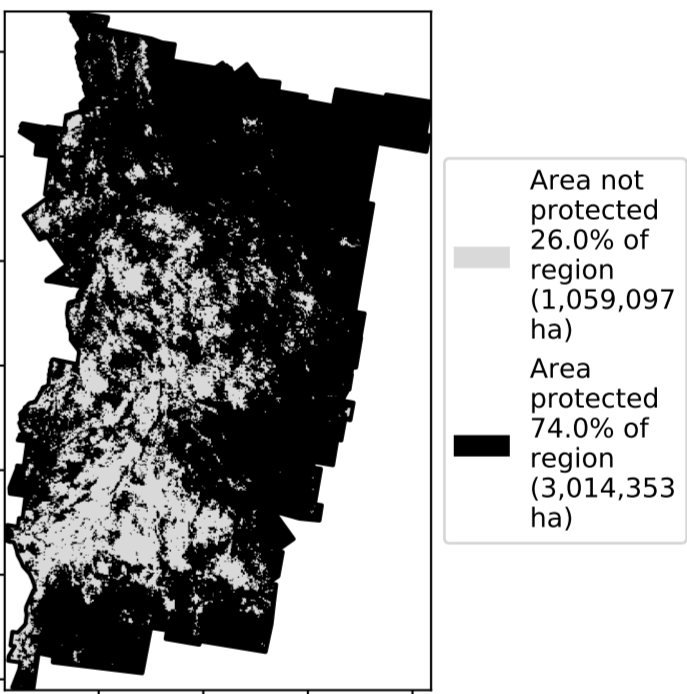 Area not
protected
26.0% of
region
(1,059,097
ha)
Area
protected
74.0% of
region
(3,014,353
ha)